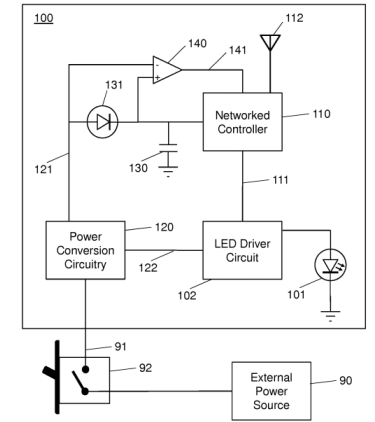 100
112
140
141
-
+
131
Networked
Controller
110
121
130
111
Power
Conversion
Circuitry
120
LED Driver
Circuit
122
102
101
91
92
External
Power
Source
90